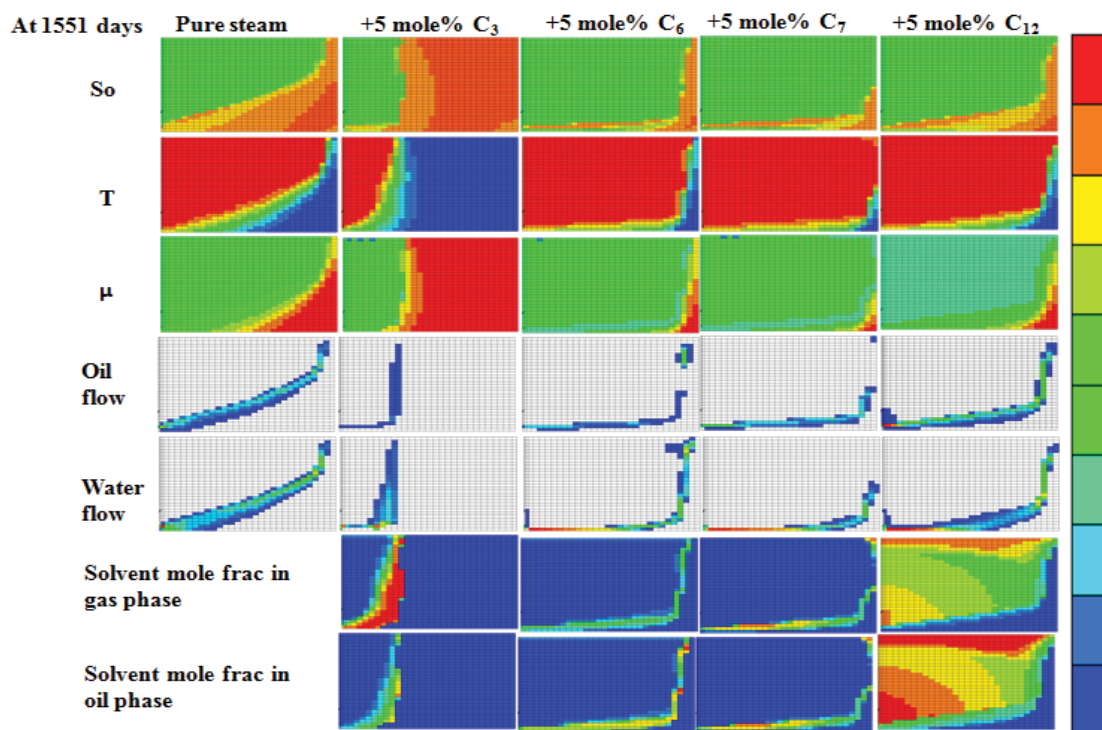 At 1551 days Pure steam +5 mole% C₃ +5 mole% C₆ +5 mole% C₇ +5 mole% C₁₂
So
T
μ
Oil
flow
Water
flow
Solvent mole frac in
gas phase
Solvent mole frac in
oil phase